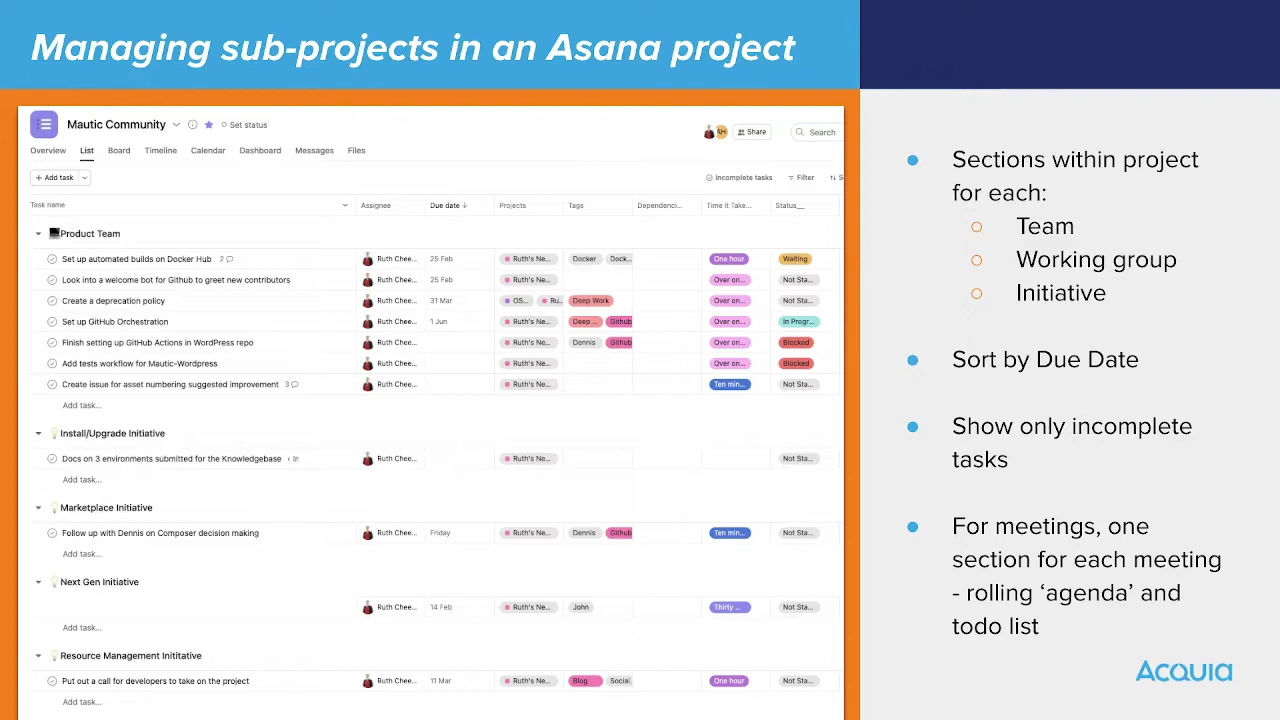 Managing sub-projects in an Asana project
Mautic Community
Set status
AH
Share
Search
Overview List Board Timeline Calendar Dashboard Messages Files
+ Add task
Incomplete tasks Filter
Task name Assignee Due date ↓ Projects Tags Dependenci... Time it Take... Status__
Product Team
Set up automated builds on Docker Hub 2 Ruth Chee... 25 Feb Ruth's Ne... Docker Dock... One hour Waiting
Look into a welcome bot for Github to greet new contributors Ruth Chee... 25 Feb Ruth's Ne... Over on... Not Sta...
Create a deprecation policy Ruth Chee... 31 Mar OS... Ru... Deep Work Over on... Not Sta...
Set up GitHub Orchestration Ruth Chee... 1 Jun Ruth's Ne... Deep ... Github Over on... In Progr...
Finish setting up GitHub Actions in WordPress repo Ruth Chee... Ruth's Ne... Dennis Github Over on... Blocked
Add tests workflow for Mautic-Wordpress Ruth Chee... Ruth's Ne... Over on... Blocked
Create issue for asset numbering suggested improvement 3 Ruth Chee... Ruth's Ne... Ten min... Not Sta...
Add task...
Install/Upgrade Initiative
Docs on 3 environments submitted for the Knowledgebase ‹ In Ruth Chee... Ruth's Ne... Not Sta...
Add task...
Marketplace Initiative
Follow up with Dennis on Composer decision making Ruth Chee... Friday Ruth's Ne... Dennis Github Ten min... Not Sta...
Add task...
Next Gen Initiative
Ruth Chee... 14 Feb Ruth's Ne... John Thirty ... Not Sta...
Add task...
Resource Management Inititative
Put out a call for developers to take on the project Ruth Chee... 11 Mar Ruth's Ne... Blog Social. One hour Not Sta...
Add task...
Sections within project
for each:
Team
Working group
Initiative
Sort by Due Date
Show only incomplete
tasks
For meetings, one
section for each meeting
- rolling ‘agenda’ and
todo list
Acquia